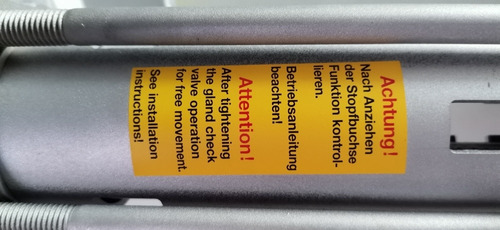 Achtung!
Nach Anziehen
der Stopfbuchse
Funktion kontrol-
lieren.
Betriebsanleitung
beachten!
Attention!
After tightening
the gland check
valve operation
for free movement.
See installation
instructions!